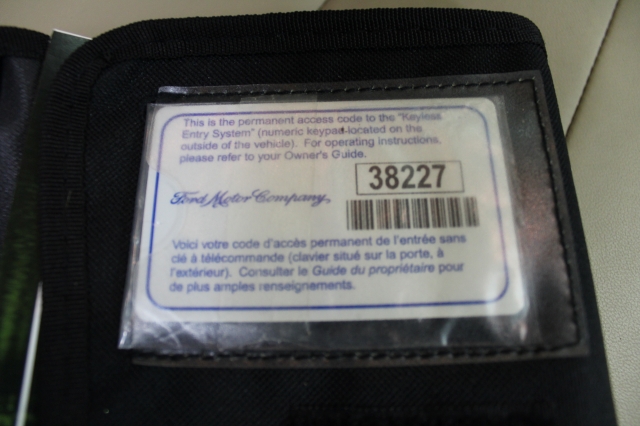 This is the permanent access code to the "Keyless
Entry System" (numeric keypad located on the
outside of the vehicle). For operating instructions,
please refer to your Owner's Guide.
38227
Ford Motor Company,
Voici votre code d'accès permanent de l'entrée sans
clé à télécommande (clavier situé sur la porte, à
l'extérieur). Consulter le Guide du propriétaire pour
de plus amples renseignements.